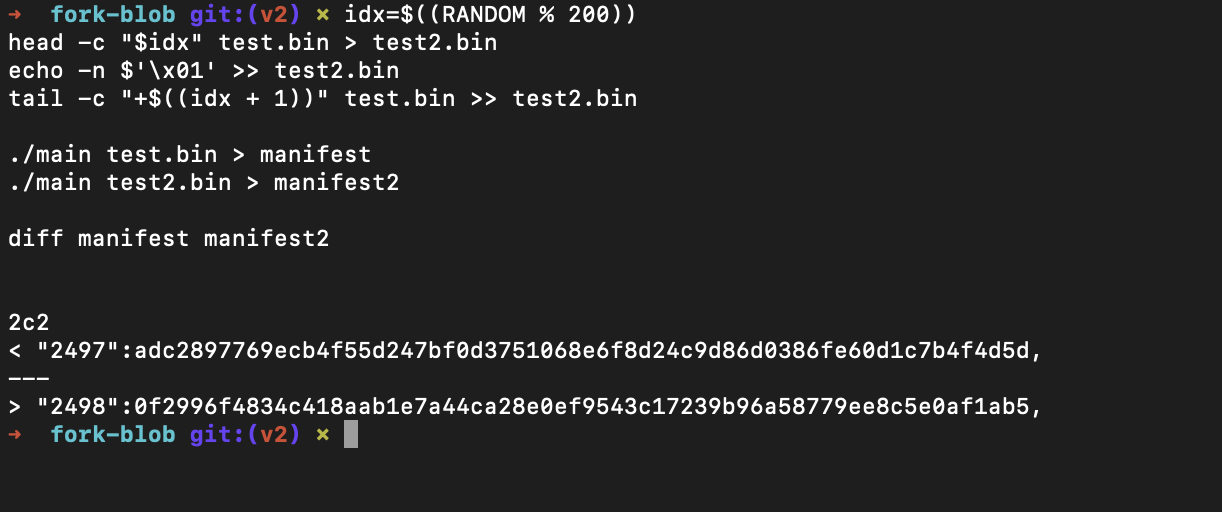 ➜  fork-blob git:(v2) ✗ idx=$((RANDOM % 200))
head -c "$idx" test.bin > test2.bin
echo -n $'\x01' >> test2.bin
tail -c "+$((idx + 1))" test.bin >> test2.bin
./main test.bin > manifest
./main test2.bin > manifest2
diff manifest manifest2
2c2
< "2497":adc2897769ecb4f55d247bf0d3751068e6f8d24c9d86d0386fe60d1c7b4f4d5d,
---
> "2498":0f2996f4834c418aab1e7a44ca28e0ef9543c17239b96a58779ee8c5e0af1ab5,
➜  fork-blob git:(v2) ✗